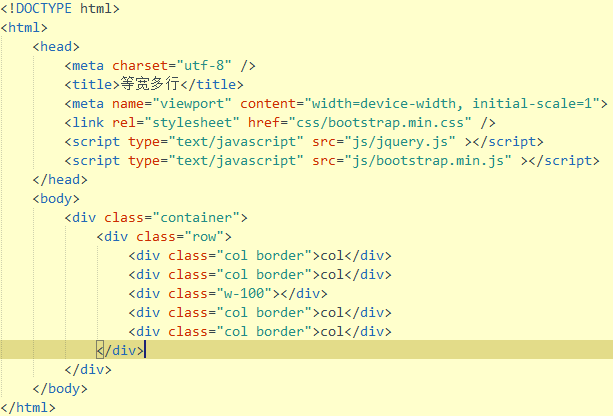 <!DOCTYPE html>
<html>
    <head>
        <meta charset="utf-8" />
        <title>等宽多行</title>
        <meta name="viewport" content="width=device-width, initial-scale=1">
        <link rel="stylesheet" href="css/bootstrap.min.css" />
        <script type="text/javascript" src="js/jquery.js" ></script>
        <script type="text/javascript" src="js/bootstrap.min.js" ></script>
    </head>
    <body>
        <div class="container">
            <div class="row">
                <div class="col border">col</div>
                <div class="col border">col</div>
                <div class="w-100"></div>
                <div class="col border">col</div>
                <div class="col border">col</div>
            </div>
        </div>
    </body>
</html>